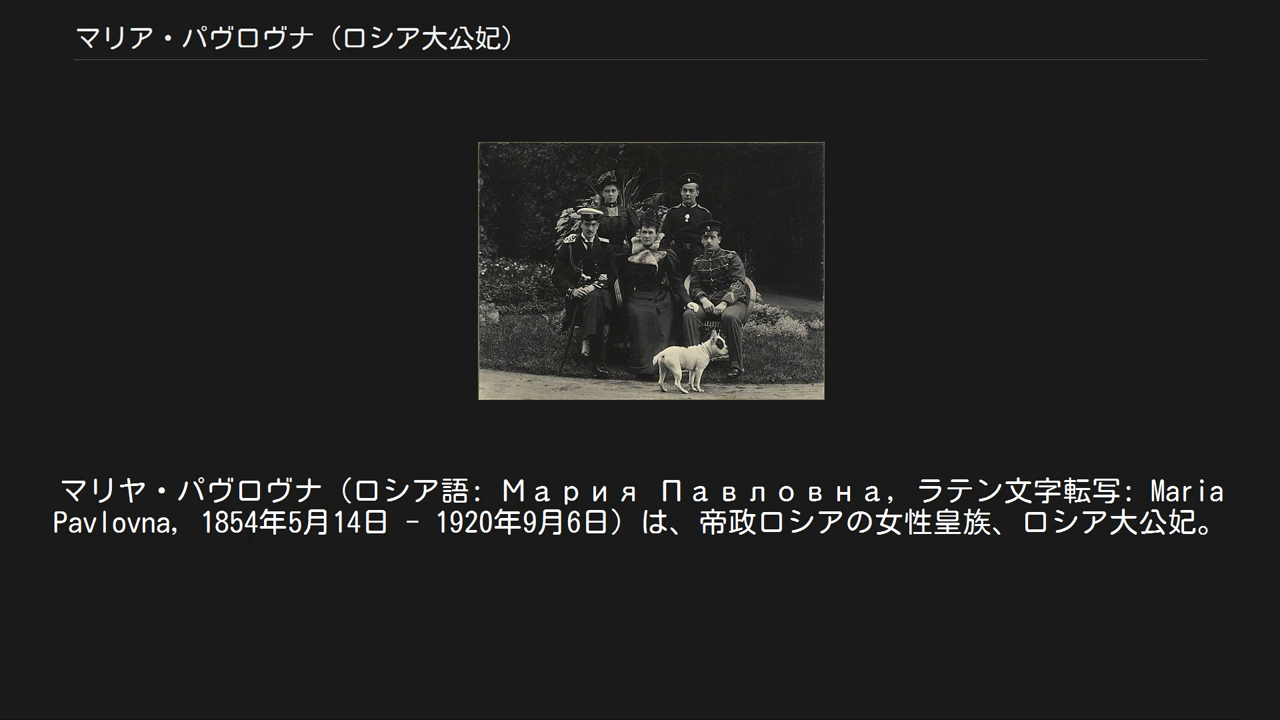 マリア・パヴロヴナ（ロシア大公妃）
マリヤ・パヴロヴナ（ロシア語: Мария Павловна, ラテン文字転写: Maria
Pavlovna, 1854年5月14日 - 1920年9月6日）は、帝政ロシアの女性皇族、ロシア大公妃。